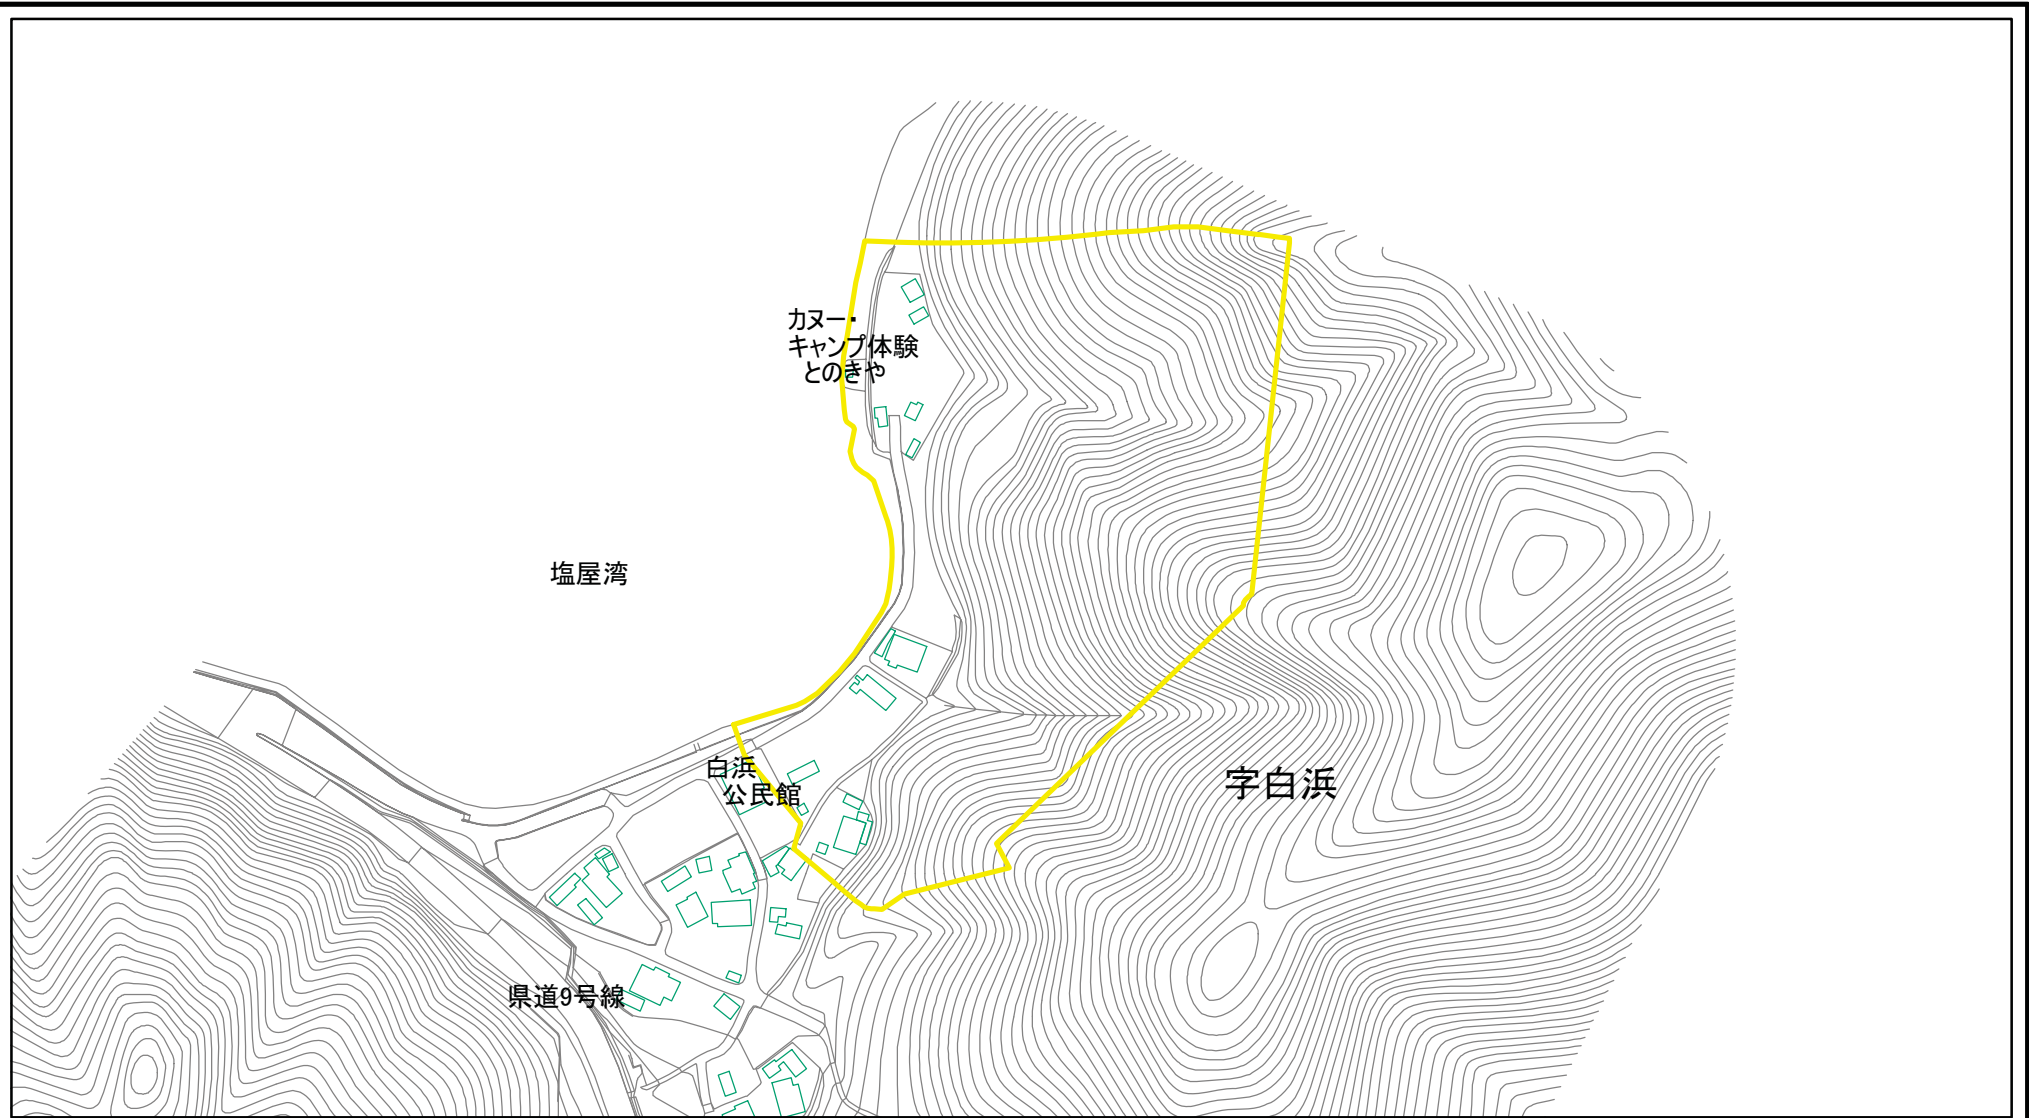 カヌー・
キャンプ体験
とのきや
塩屋湾
白浜
公民館
字白浜
県道9号線